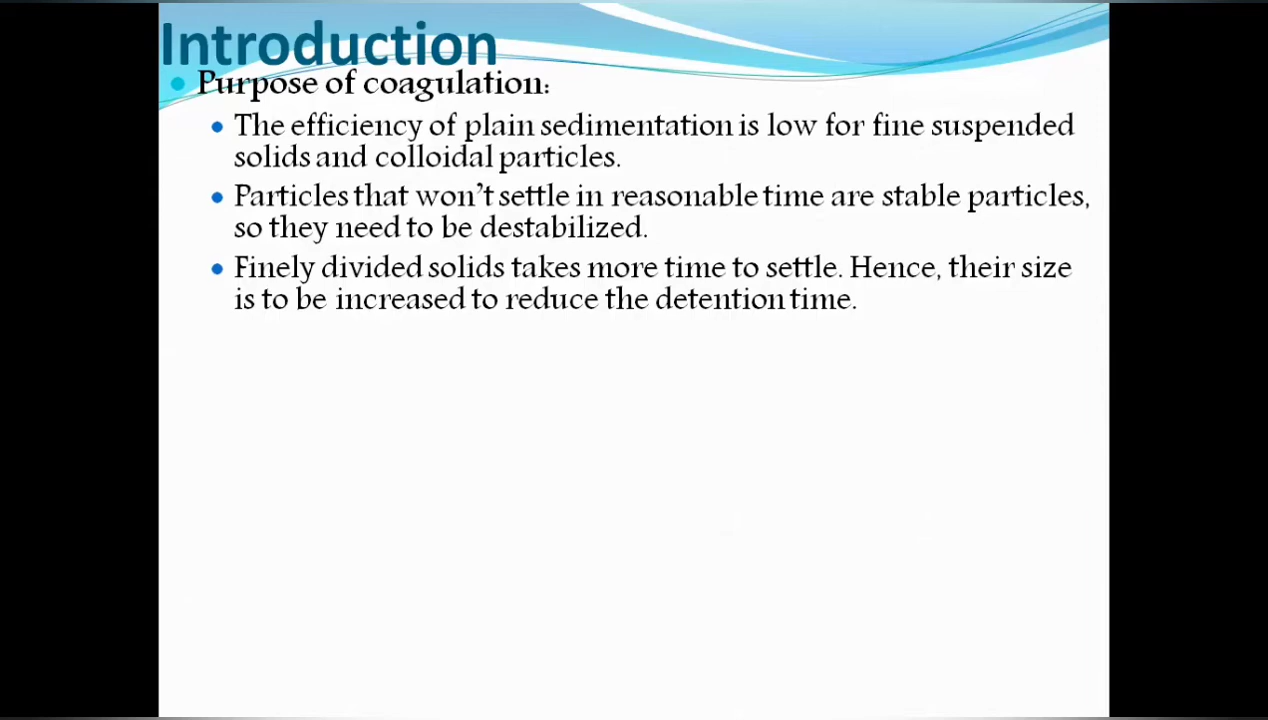 Introduction
Purpose of coagulation:
The efficiency of plain sedimentation is low for fine suspended
solids and colloidal particles.
Particles that won't settle in reasonable time are stable particles,
so they need to be destabilized.
Finely divided solids takes more time to settle. Hence, their size
is to be increased to reduce the detention time.